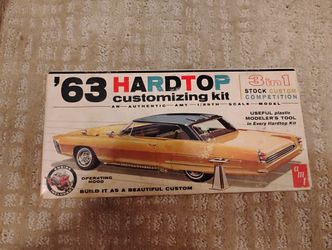 '63 HARDTOP
customizing kit
AN AUTHENTIC AMT 1/25TH SCALE MODEL
3 in 1
STOCK CUSTOM
COMPETITION
USEFUL plastic
MODELER'S TOOL
in Every Hardtop Kit
OPERATING
HOOD
BUILD IT AS A BEAUTIFUL CUSTOM
amt